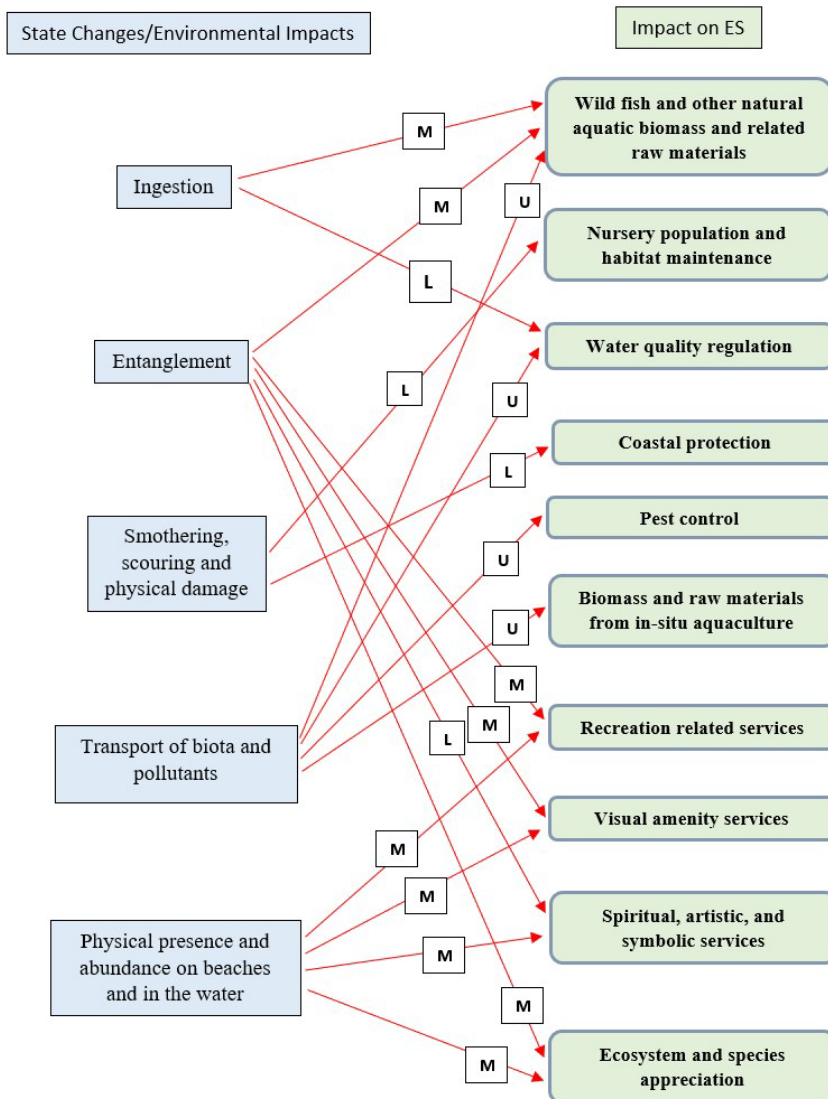 State Changes/Environmental Impacts
Impact on ES
Wild fish and other natural
aquatic biomass and related
raw materials
M
Ingestion
M
U
Nursery population and
habitat maintenance
L
Water quality regulation
Entanglement
L
U
Coastal protection
L
Smothering,
scouring and
physical damage
Pest control
U
Biomass and raw materials
from in-situ aquaculture
U
M
Recreation related services
M
L
Transport of biota and
pollutants
Visual amenity services
M
M
Spiritual, artistic, and
symbolic services
Physical presence and
abundance on beaches
and in the water
M
M
Ecosystem and species
appreciation
M